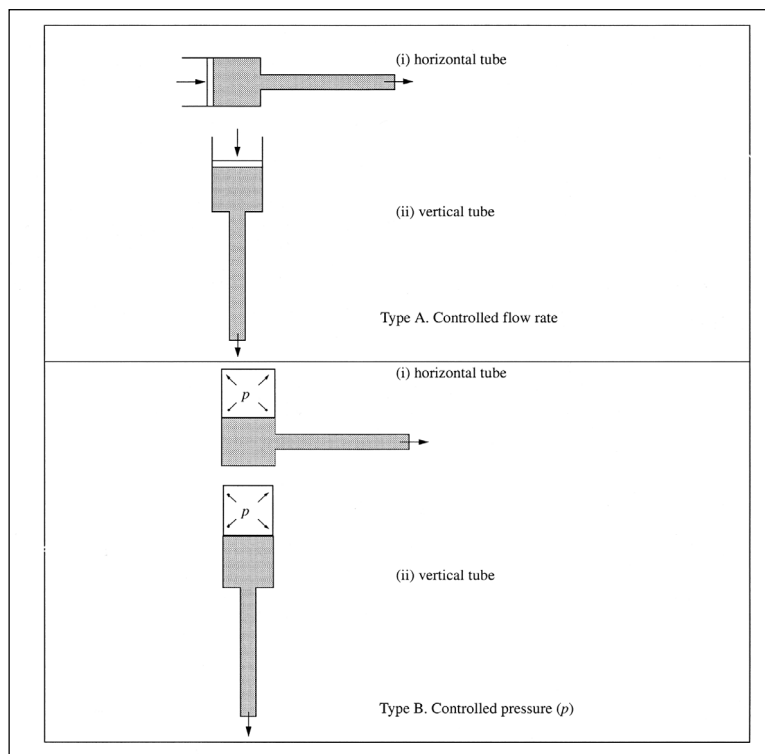 (i) horizontal tube
(ii) vertical tube
Type A. Controlled flow rate
(i) horizontal tube
p
p
(ii) vertical tube
Type B. Controlled pressure (p)